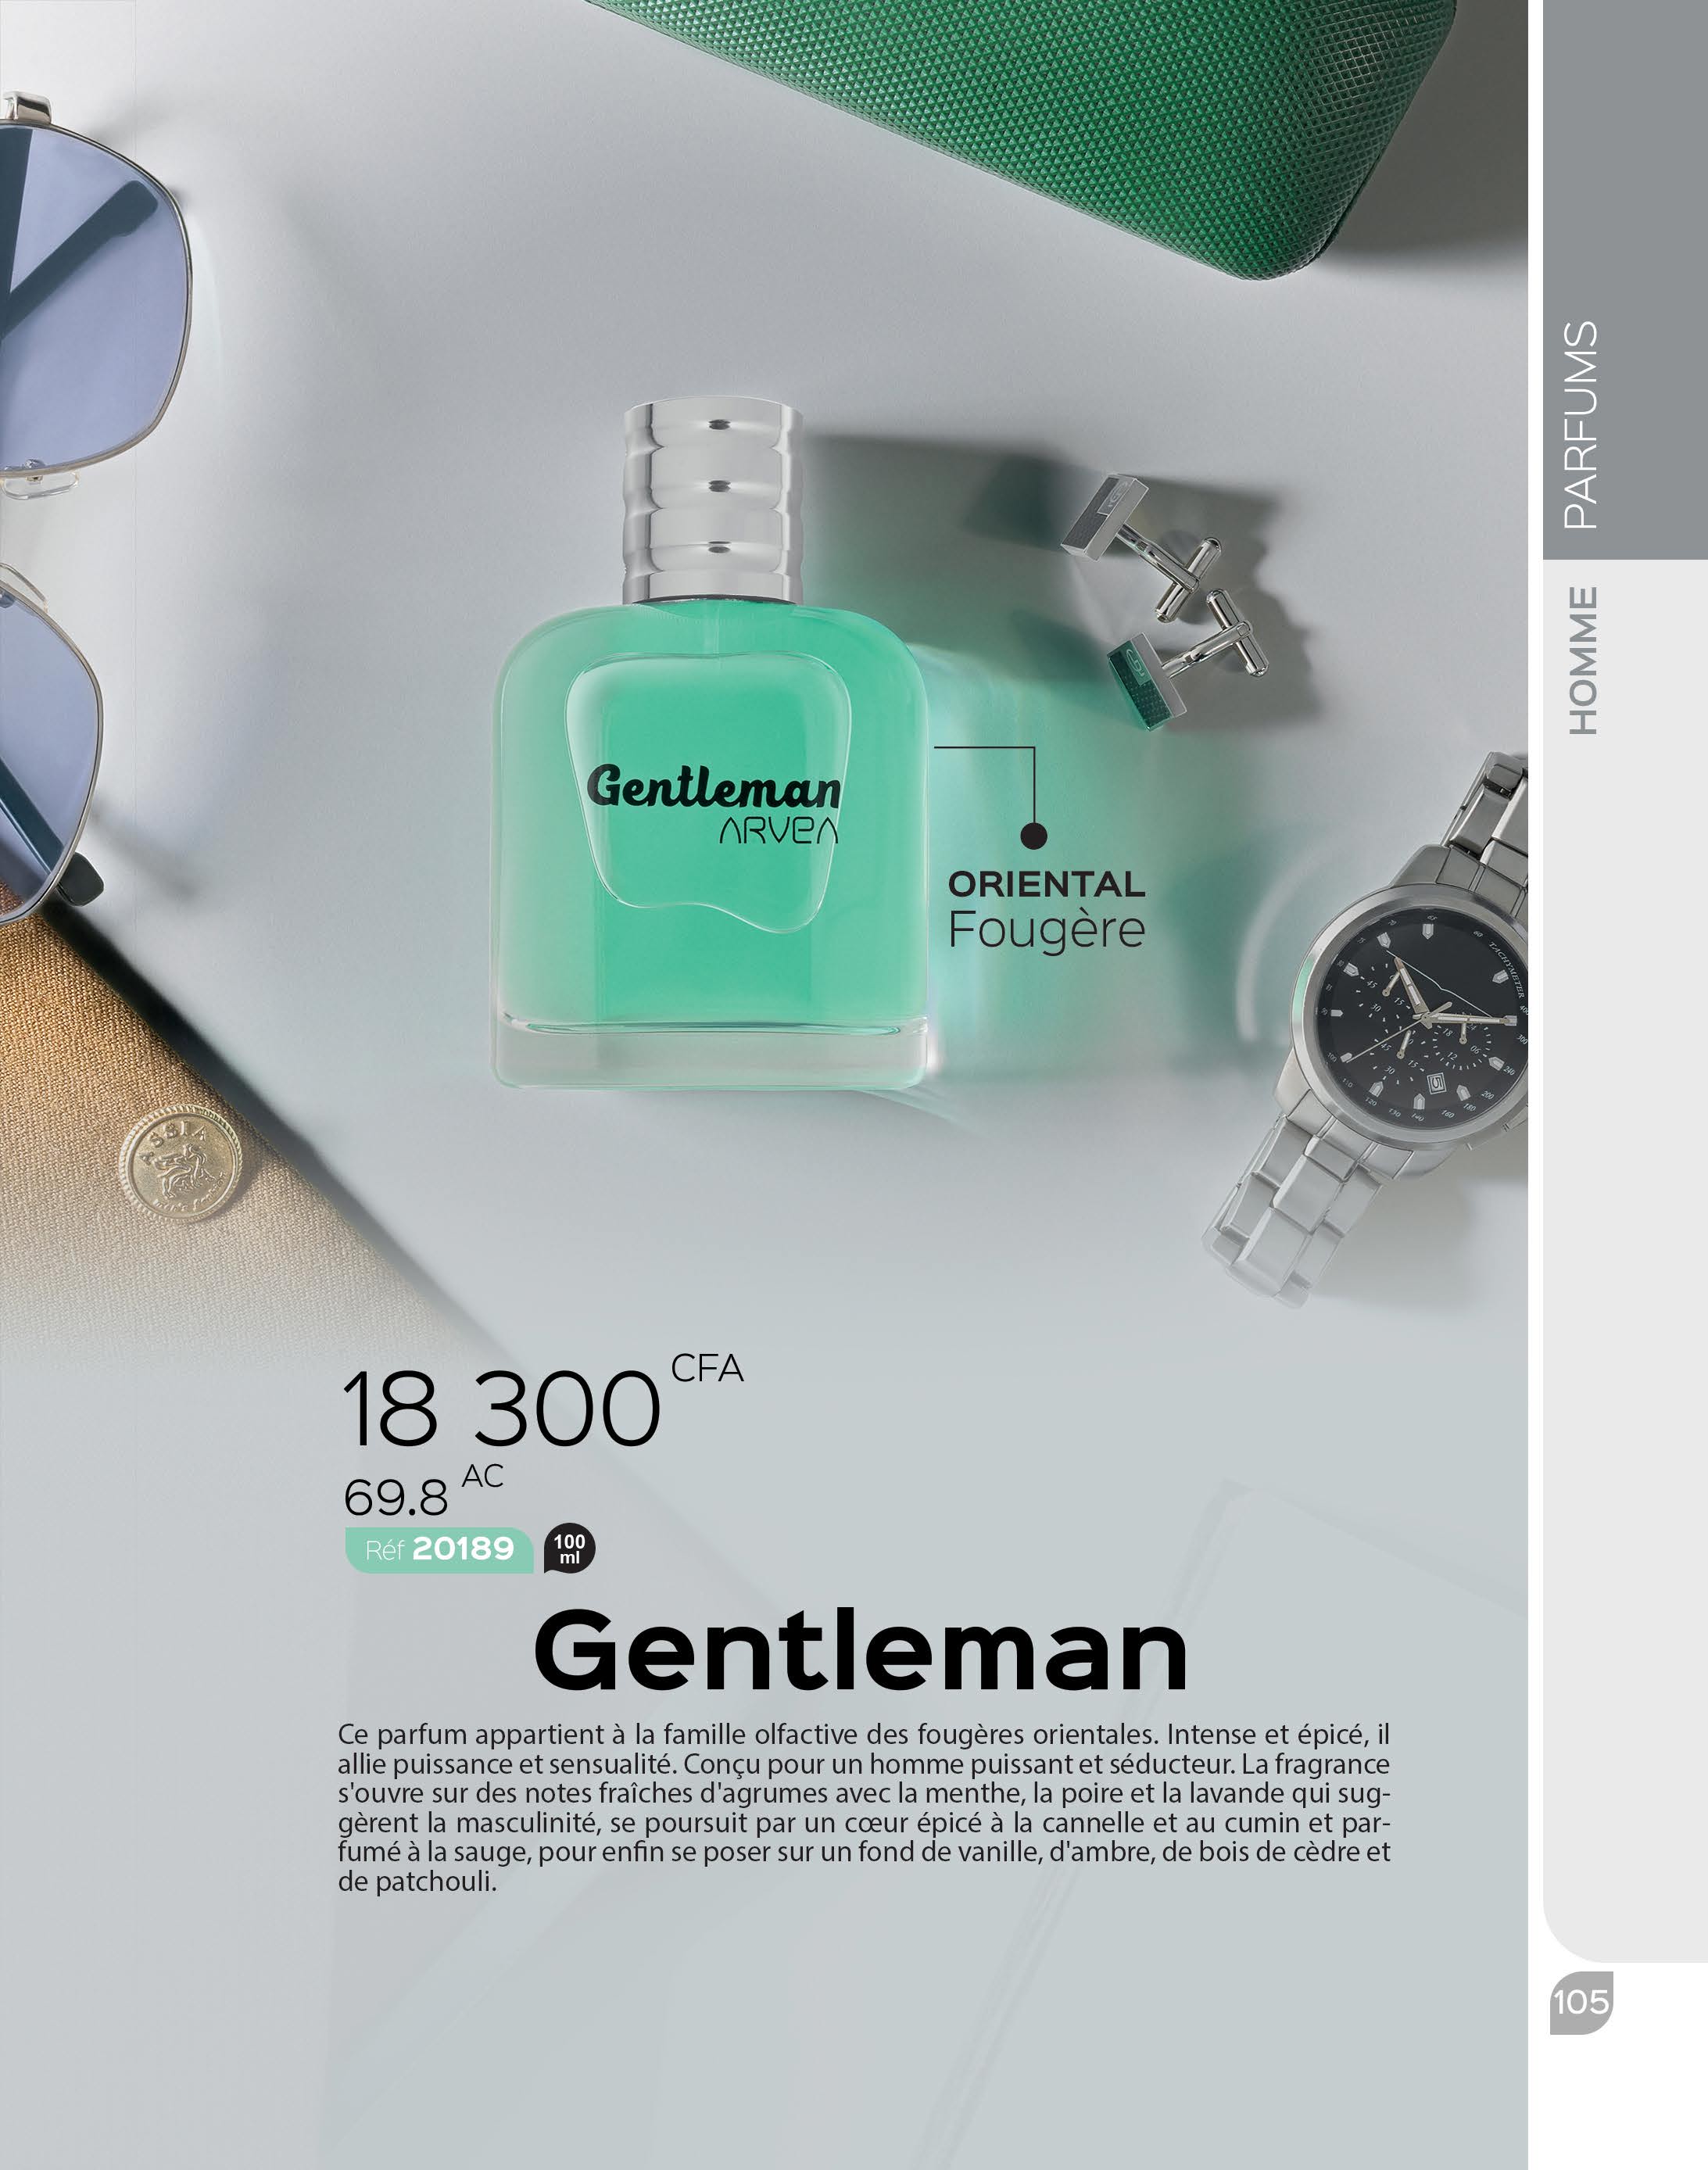 PARFUMS
HOMME
Gentleman
ARVEA
ORIENTAL
Fougère
TACHYMETER
ASSIA
18 300 CFA
69.8 AC
Réf 20189
100
ml
Gentleman
Ce parfum appartient à la famille olfactive des fougères orientales. Intense et épicé, il
allie puissance et sensualité. Conçu pour un homme puissant et séducteur. La fragrance
s'ouvre sur des notes fraîches d'agrumes avec la menthe, la poire et la lavande qui sug-
gèrent la masculinité, se poursuit par un cœur épicé à la cannelle et au cumin et par-
fumé à la sauge, pour enfin se poser sur un fond de vanille, d'ambre, de bois de cèdre et
de patchouli.
105